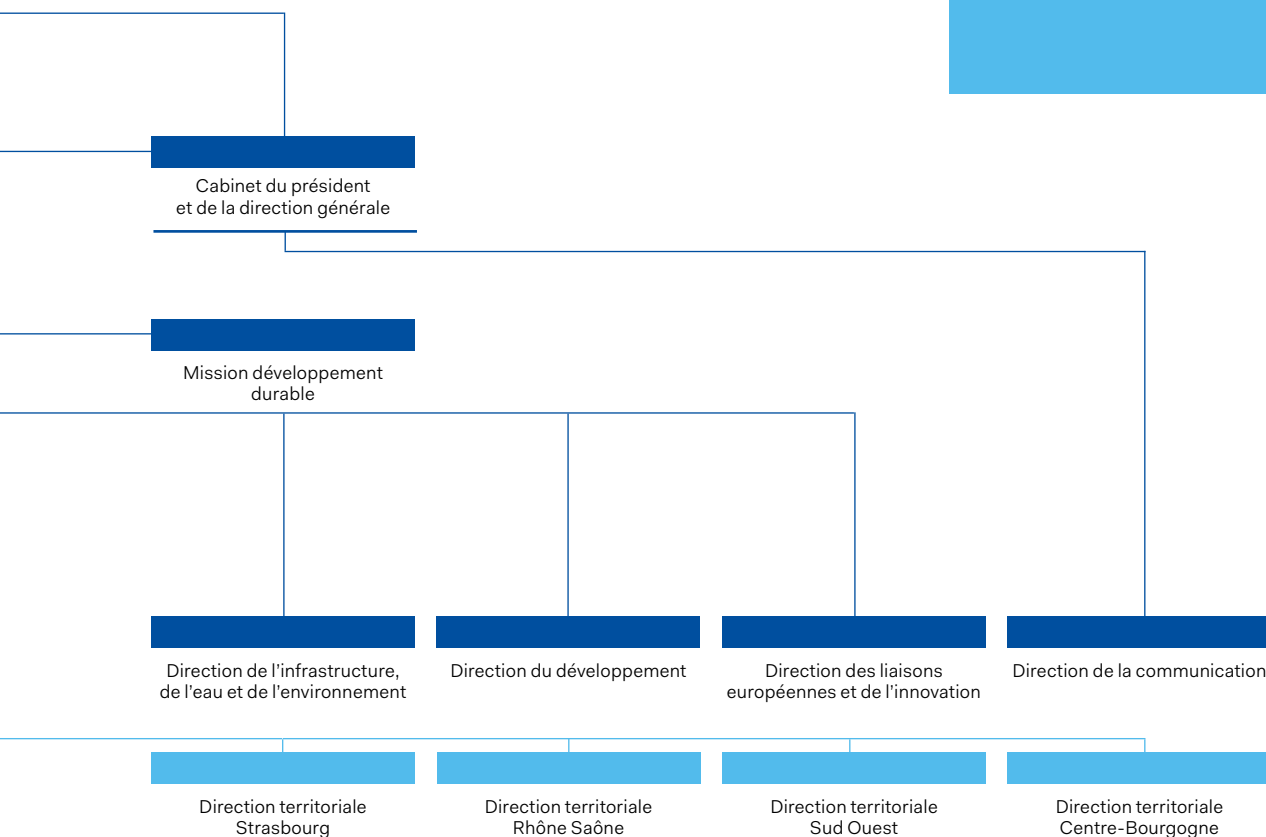 Cabinet du président
et de la direction générale
Mission développement
durable
Direction de l'infrastructure,
de l'eau et de l'environnement
Direction du développement
Direction des liaisons
européennes et de l'innovation
Direction de la communication
Direction territoriale
Strasbourg
Direction territoriale
Rhône Saône
Direction territoriale
Sud Ouest
Direction territoriale
Centre-Bourgogne